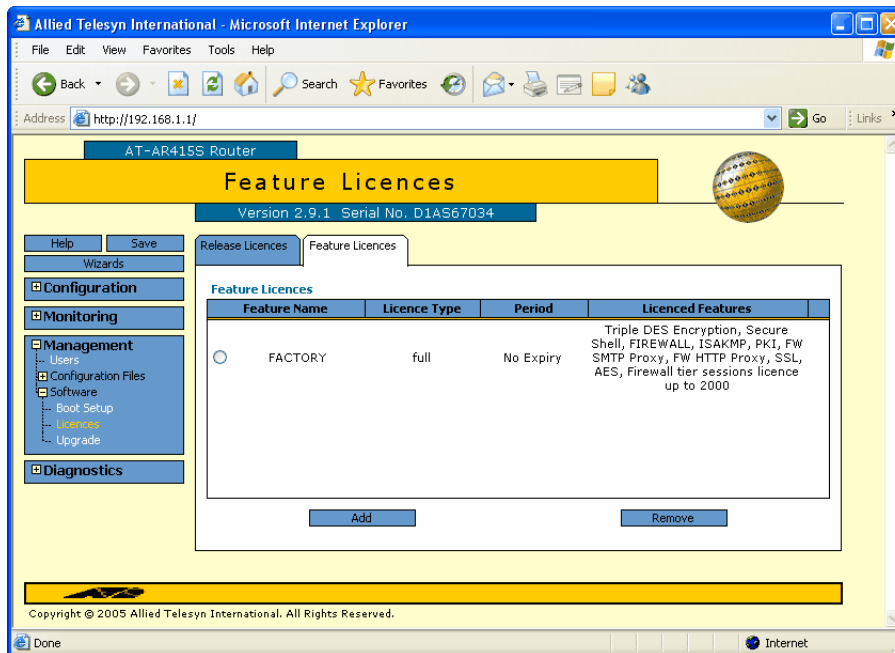 Allied Telesyn International - Microsoft Internet Explorer
File Edit View Favorites Tools Help
Back Search Favorites
Address http://192.168.1.1/ Go Links
AT-AR415S Router
Feature Licences
Version 2.9.1 Serial No. D1AS67034
Help Save
Wizards
Configuration
Monitoring
Management
Users
Configuration Files
Software
Boot Setup
Licences
Upgrade
Diagnostics
Release Licences Feature Licences
Feature Licences
Feature Name Licence Type Period Licenced Features
FACTORY full No Expiry
Triple DES Encryption, Secure
Shell, FIREWALL, ISAKMP, PKI, FW
SMTP Proxy, FW HTTP Proxy, SSL,
AES, Firewall tier sessions licence
up to 2000
Add Remove
Copyright © 2005 Allied Telesyn International. All Rights Reserved.
Done Internet